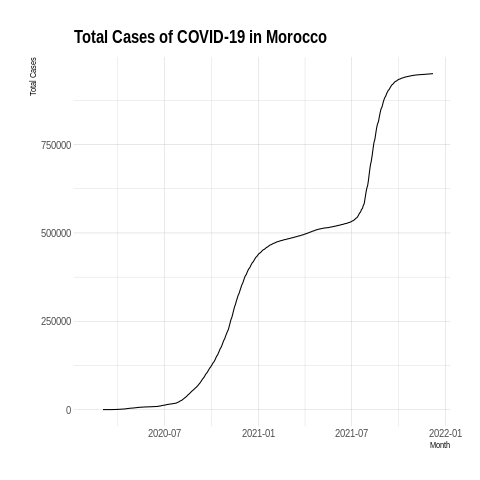 Total Cases of COVID-19 in Morocco
Total Cases
750000
500000
250000
0
2020-07 2021-01 2021-07 2022-01
Month